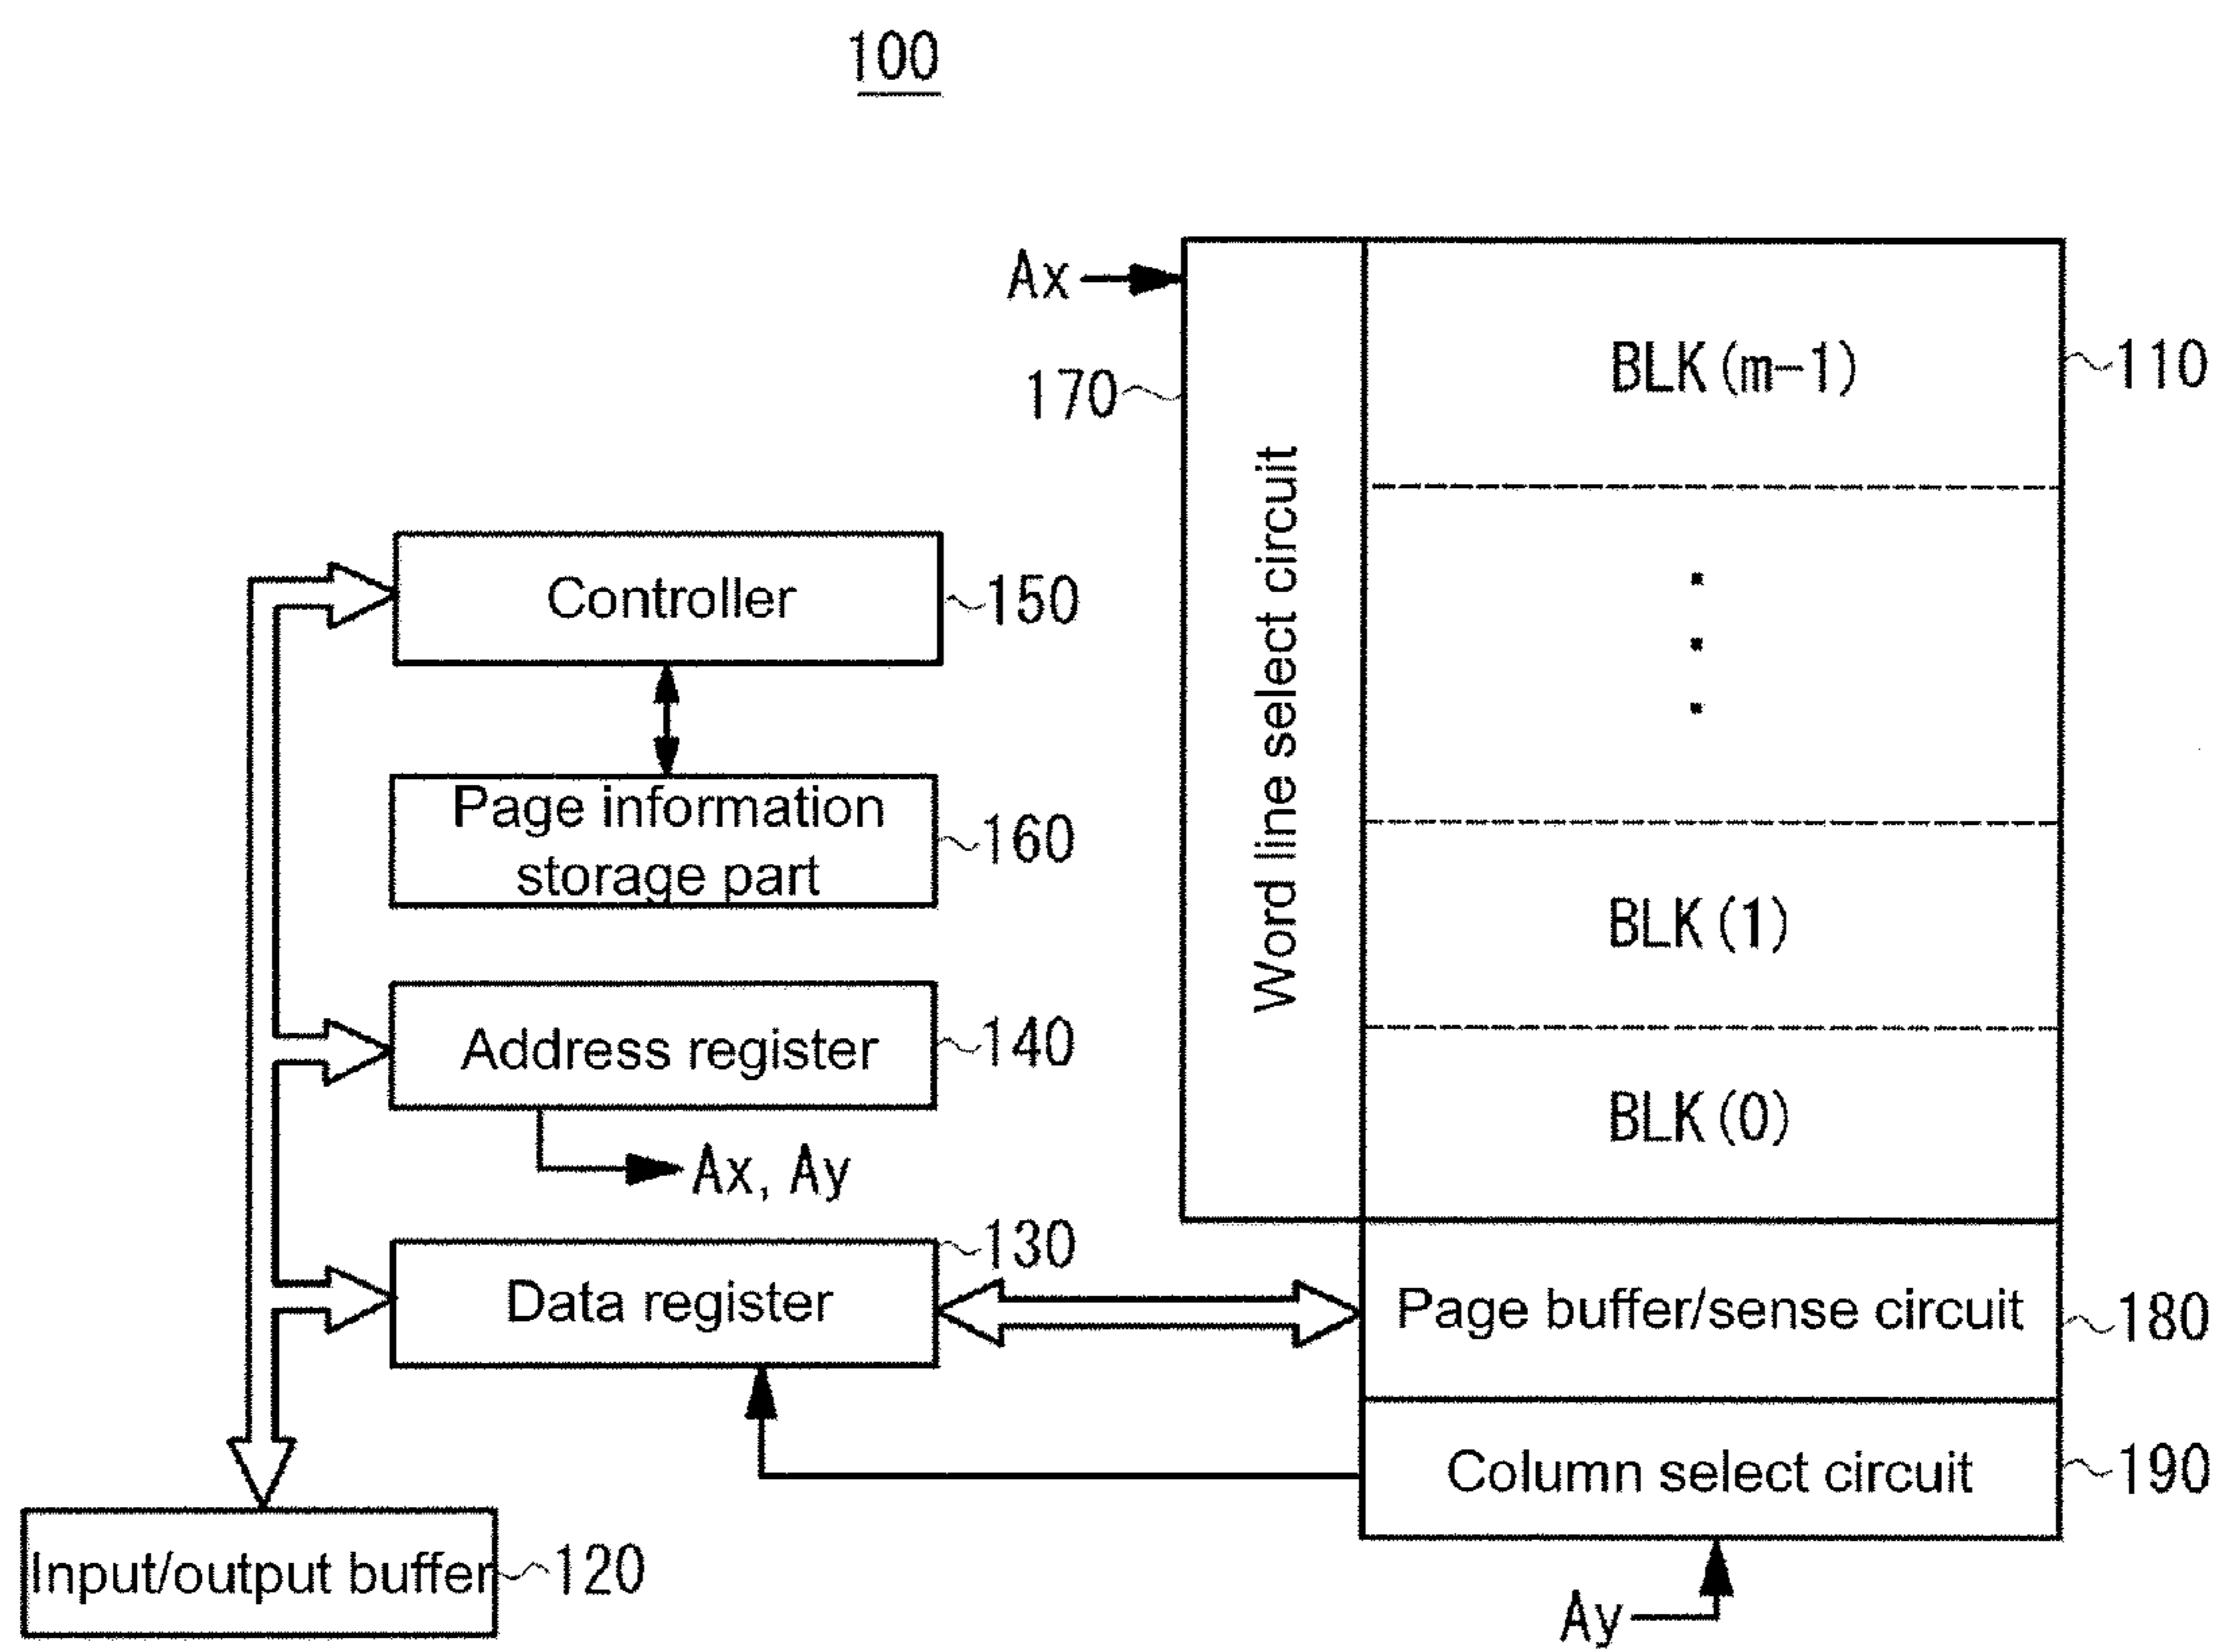 100
Ax
170
BLK(m-1)
110
Word line select circuit
Controller
150
Page information
storage part
160
BLK(1)
Address register
140
BLK(0)
Ax, Ay
Data register
130
Page buffer/sense circuit
180
Column select circuit
190
Input/output buffer
120
Ay